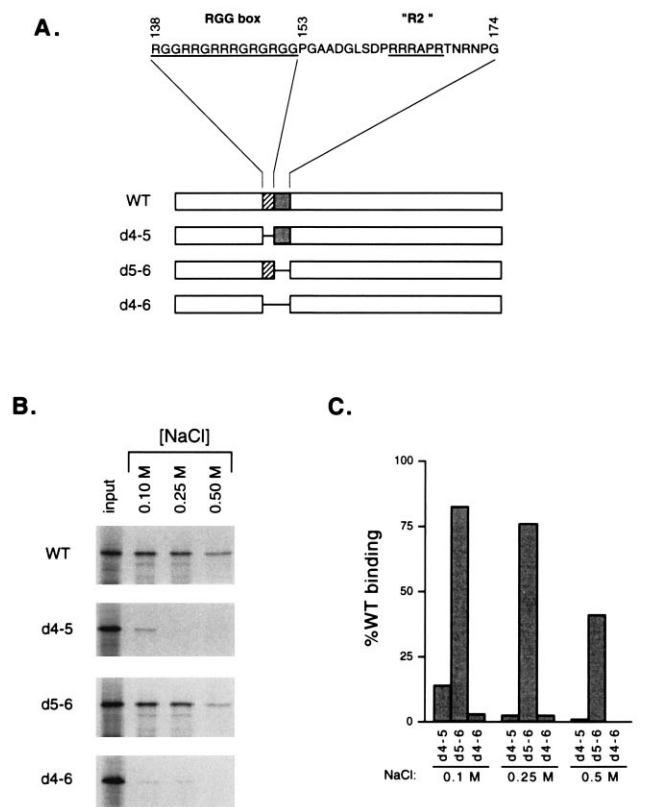 A.
RGG box "R2 "
138 153 174
RGGRRGRRRGRGRGGPGAADGLSDPRRRAPRTNRNPG
WT
d4-5
d5-6
d4-6
B.
[NaCl]
input 0.10 M 0.25 M 0.50 M
WT
d4-5
d5-6
d4-6
C.
%WT binding
100
75
50
25
0
d4-5 d5-6 d4-6 d4-5 d5-6 d4-6 d4-5 d5-6 d4-6
NaCl: 0.1 M 0.25 M 0.5 M